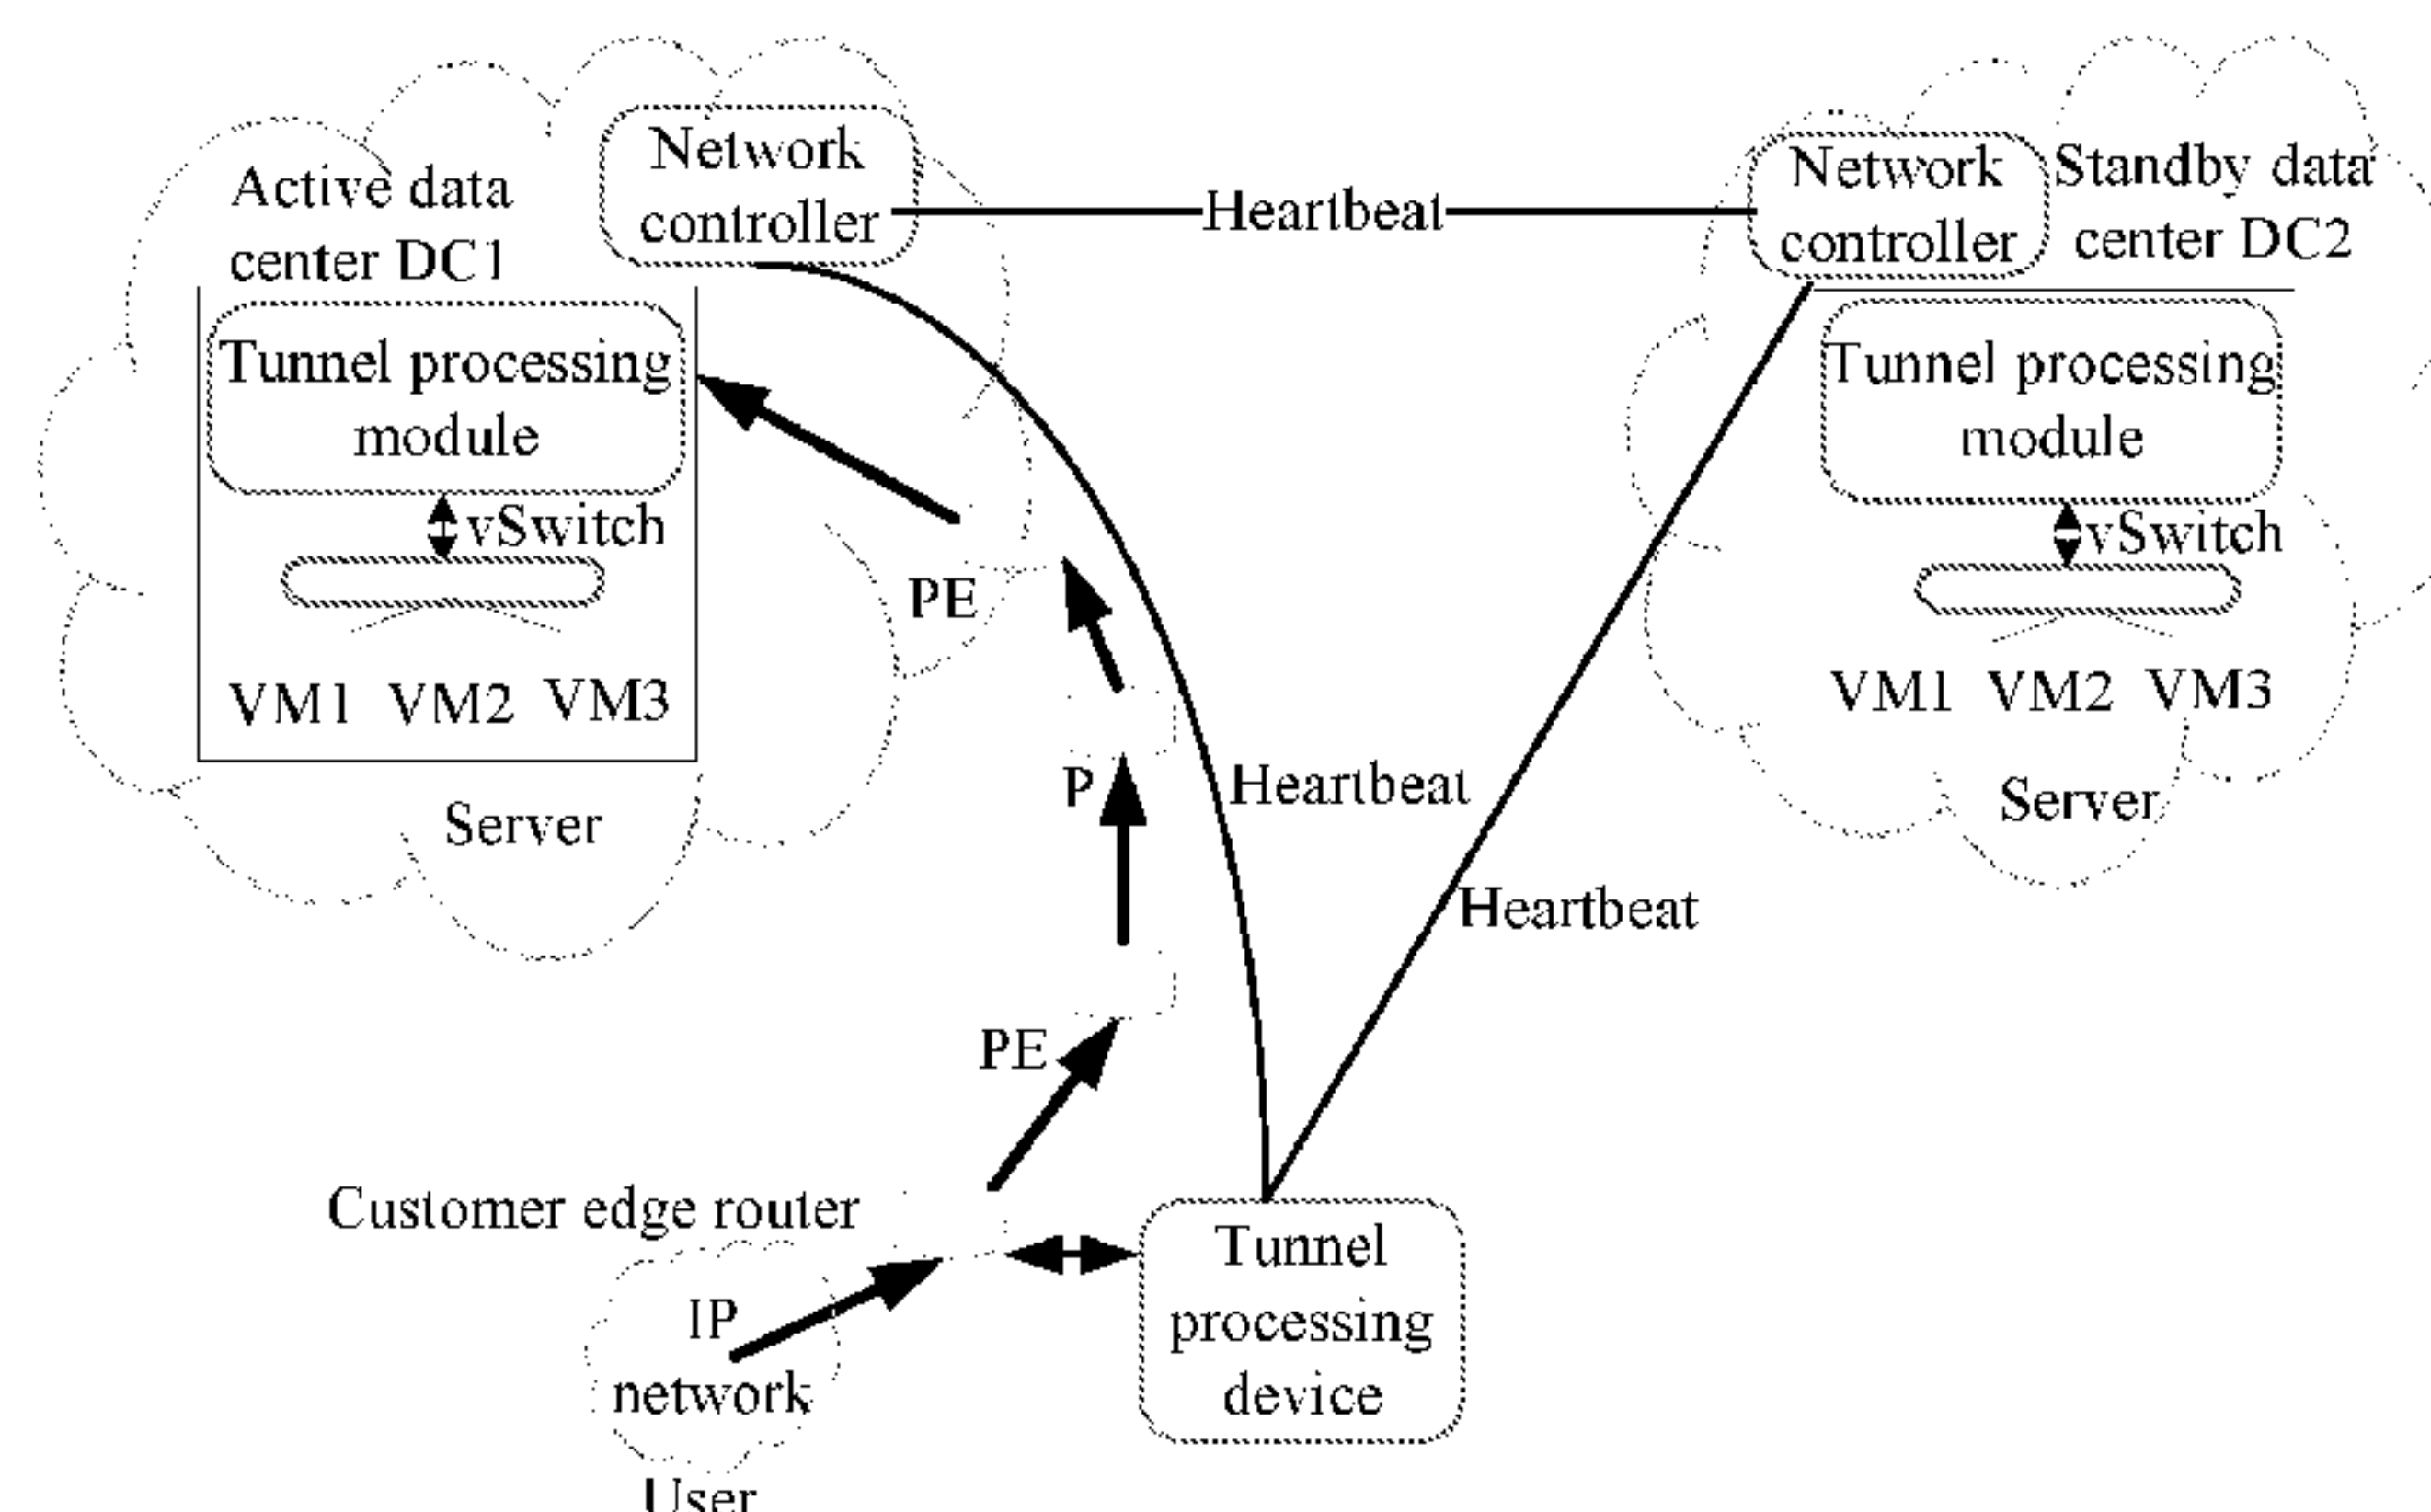 Network
controller
Active data
center DC1
Heartbeat
Network
controller
Standby data
center DC2
Tunnel processing
module
vSwitch
VM1 VM2 VM3
Server
Tunnel processing
module
vSwitch
VM1 VM2 VM3
Server
PE
P
Heartbeat
Heartbeat
PE
Customer edge router
IP
network
User
Tunnel
processing
device